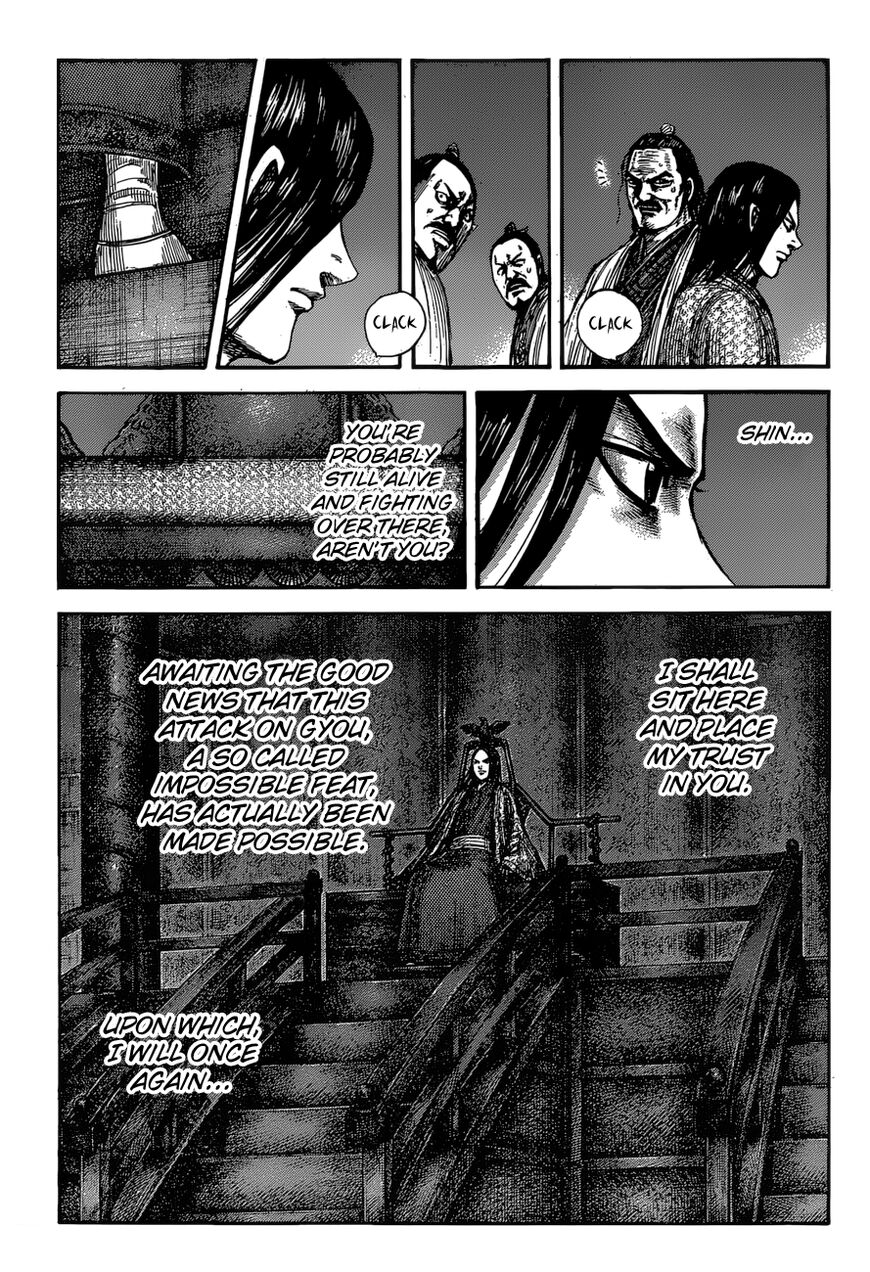 CLACK
CLACK
SHIN...
YOU'RE
PROBABLY
STILL ALIVE
AND FIGHTING
OVER THERE,
AREN'T YOU?
I SHALL
SIT HERE
AND PLACE
MY TRUST
IN YOU.
AWAITING THE GOOD
NEWS THAT THIS
ATTACK ON GYOU,
A SO CALLED
IMPOSSIBLE FEAT,
HAS ACTUALLY BEEN
MADE POSSIBLE.
UPON WHICH,
I WILL ONCE
AGAIN...